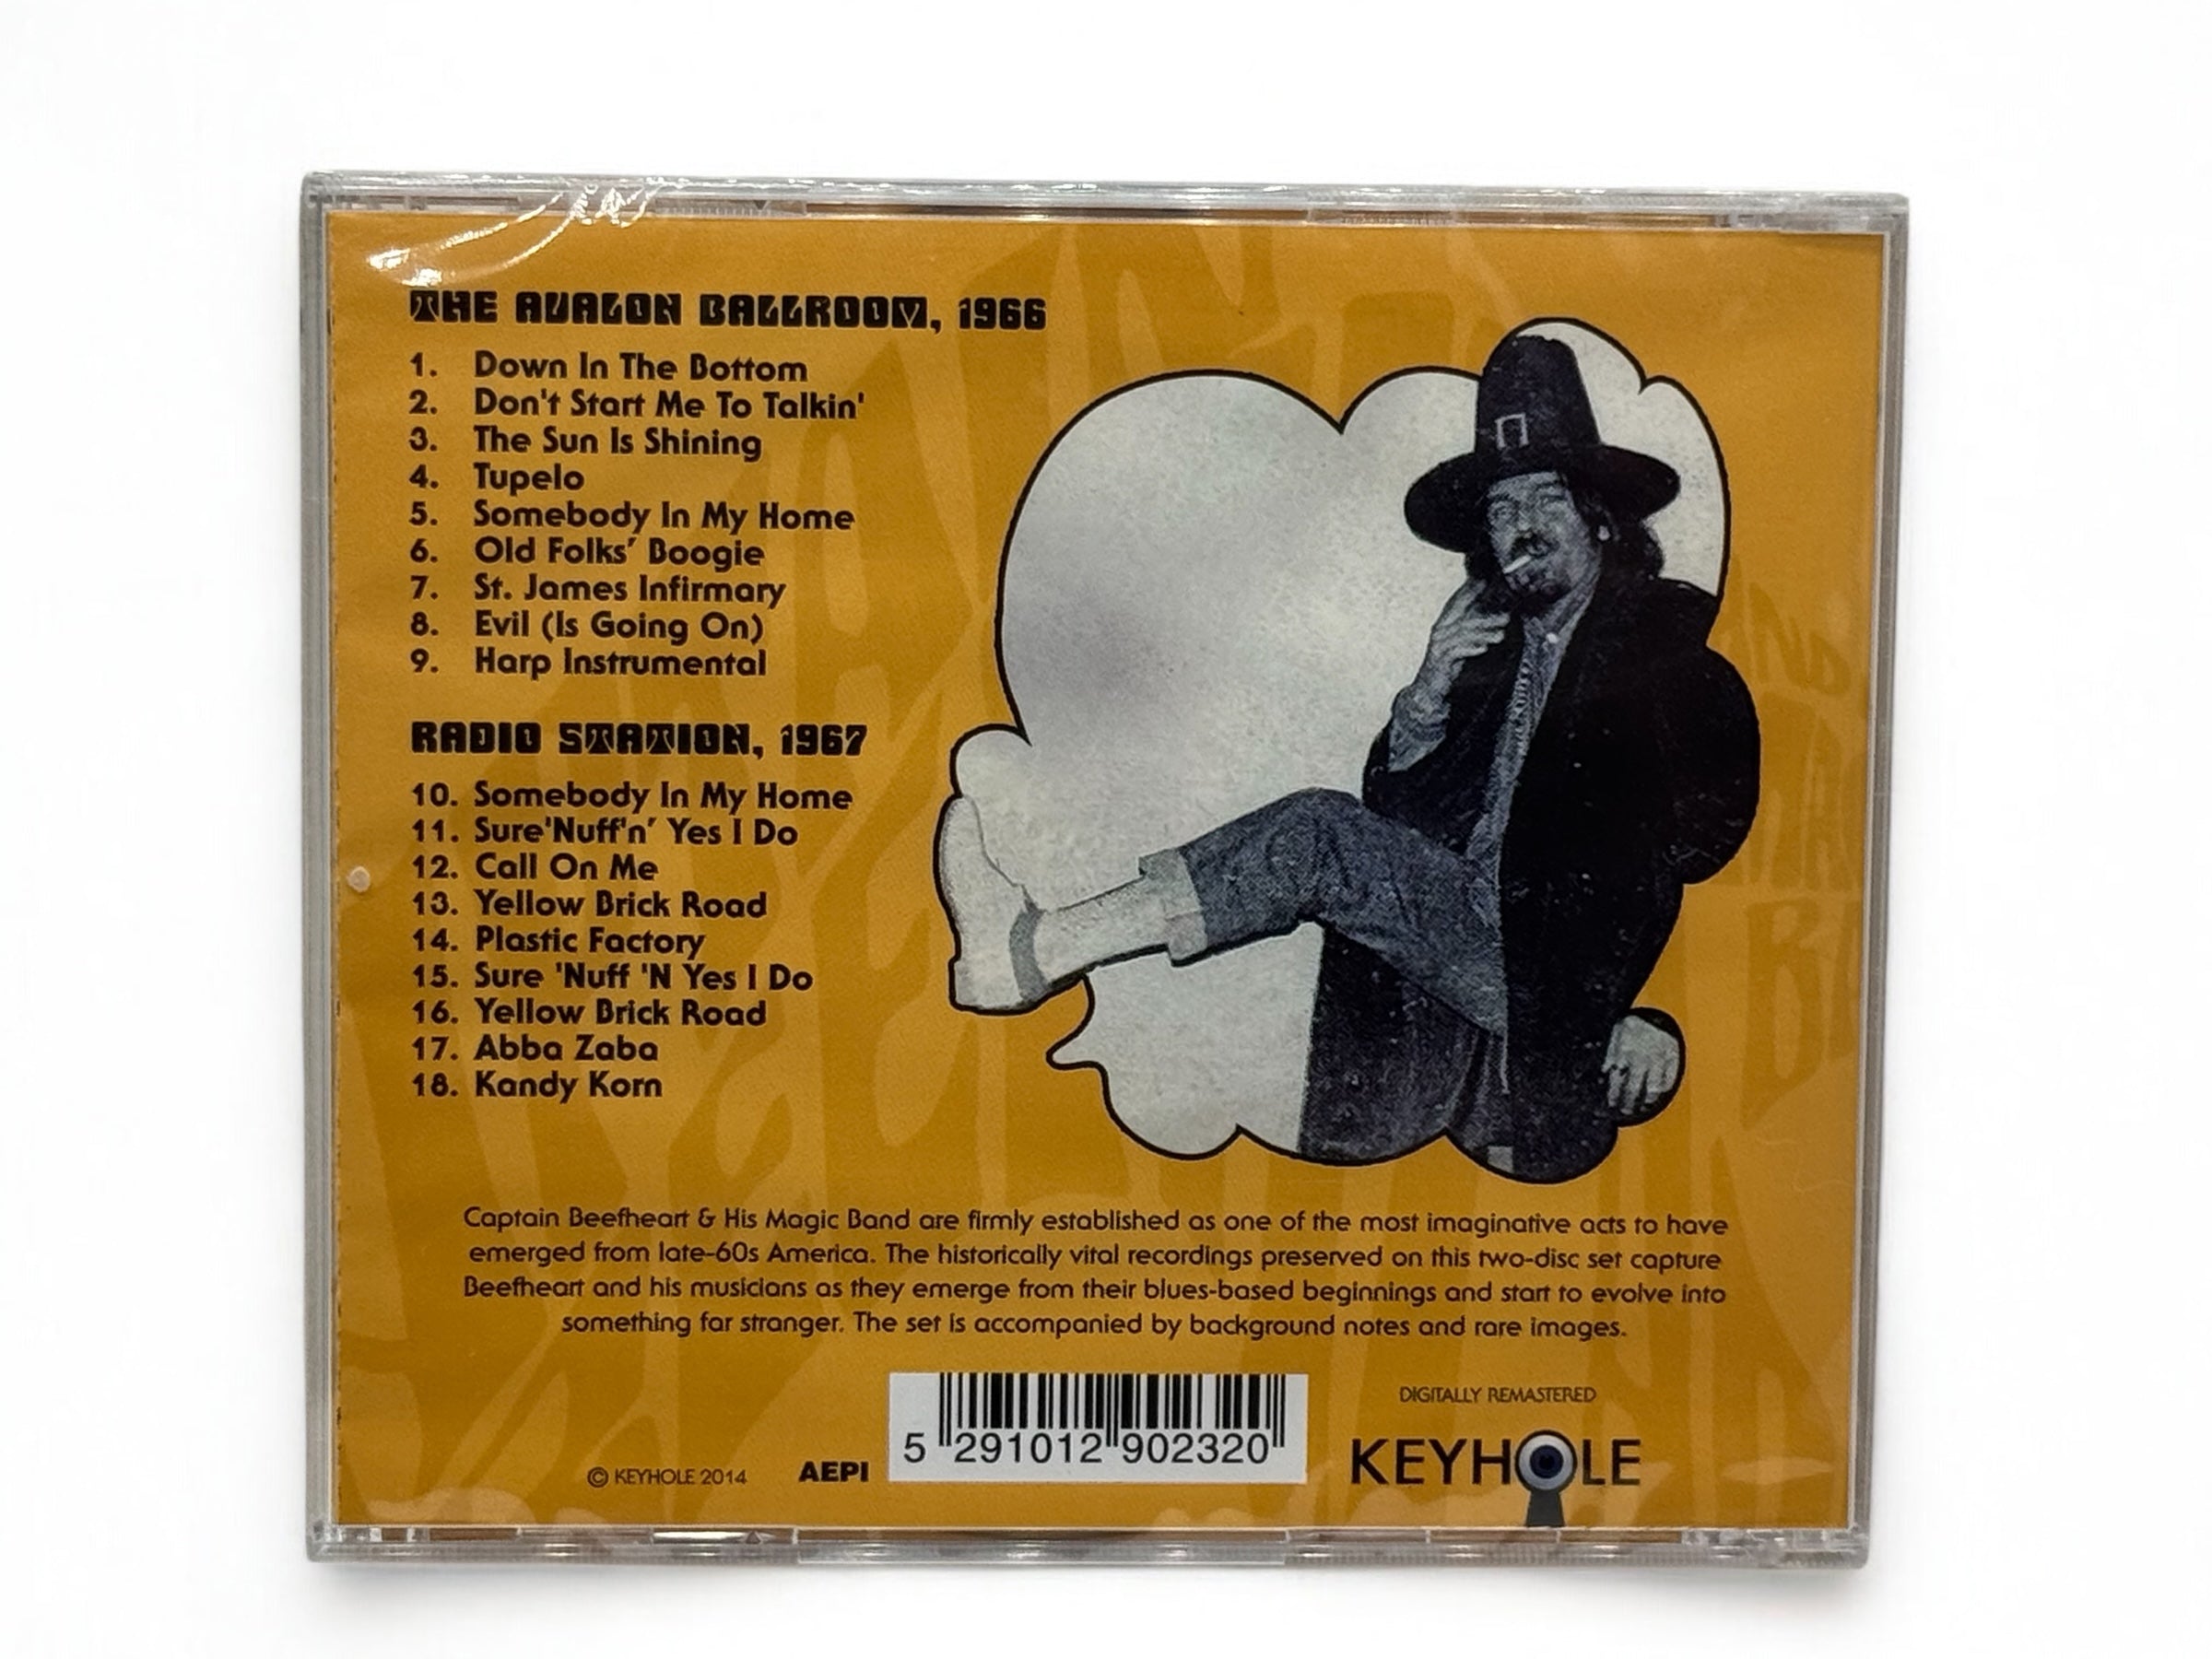 THE AVALON BALLROOM, 1966
1. Down In The Bottom
2. Don't Start Me To Talkin'
3. The Sun Is Shining
4. Tupelo
5. Somebody In My Home
6. Old Folks' Boogie
7. St. James Infirmary
8. Evil (Is Going On)
9. Harp Instrumental
RADIO STATION, 1967
10. Somebody In My Home
11. Sure'Nuff'n' Yes I Do
12. Call On Me
13. Yellow Brick Road
14. Plastic Factory
15. Sure 'Nuff 'N Yes I Do
16. Yellow Brick Road
17. Abba Zaba
18. Kandy Korn
Captain Beefheart & His Magic Band are firmly established as one of the most imaginative acts to have
emerged from late-60s America. The historically vital recordings preserved on this two-disc set capture
Beefheart and his musicians as they emerge from their blues-based beginnings and start to evolve into
something far stranger. The set is accompanied by background notes and rare images.
DIGITALLY REMASTERED
KEYHOLE
© KEYHOLE 2014
AEPI
5 291012 902320